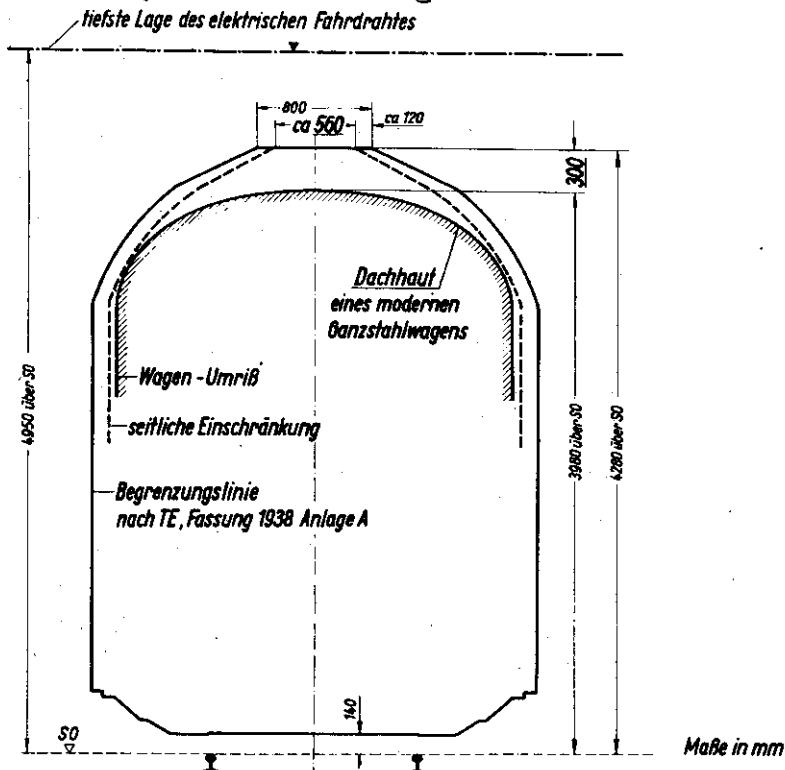 tiefste Lage des elektrischen Fahrdrahtes
800
ca 560
ca 120
300
Dachhaut
eines modernen
Ganzstahlwagens
Wagen-Umriß
seitliche Einschränkung
4950 über SO
3980 über SO
4280 über SO
Begrenzungslinie
nach TE, Fassung 1938 Anlage A
140
SO
Maße in mm